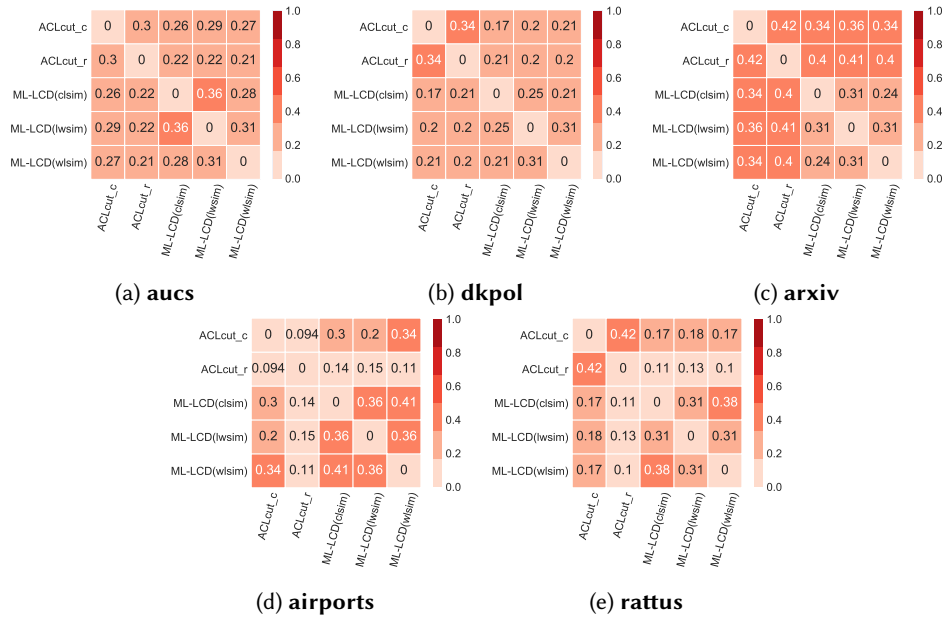 ACLcut_c 0 0.3 0.26 0.29 0.27
ACLcut_r 0.3 0 0.22 0.22 0.21
ML-LCD(clsim) 0.26 0.22 0 0.36 0.28
ML-LCD(lwsim) 0.29 0.22 0.36 0 0.31
ML-LCD(wlsim) 0.27 0.21 0.28 0.31 0
1.0
0.8
0.6
0.4
0.2
0.0
ACLcut_c ACLcut_r ML-LCD(clsim) ML-LCD(lwsim) ML-LCD(wlsim)
(a) aucs
ACLcut_c 0 0.34 0.17 0.2 0.21
ACLcut_r 0.34 0 0.21 0.2 0.2
ML-LCD(clsim) 0.17 0.21 0 0.25 0.21
ML-LCD(lwsim) 0.2 0.2 0.25 0 0.31
ML-LCD(wlsim) 0.21 0.2 0.21 0.31 0
1.0
0.8
0.6
0.4
0.2
0.0
ACLcut_c ACLcut_r ML-LCD(clsim) ML-LCD(lwsim) ML-LCD(wlsim)
(b) dkpol
ACLcut_c 0 0.42 0.34 0.36 0.34
ACLcut_r 0.42 0 0.4 0.41 0.4
ML-LCD(clsim) 0.34 0.4 0 0.31 0.24
ML-LCD(lwsim) 0.36 0.41 0.31 0 0.31
ML-LCD(wlsim) 0.34 0.4 0.24 0.31 0
1.0
0.8
0.6
0.4
0.2
0.0
ACLcut_c ACLcut_r ML-LCD(clsim) ML-LCD(lwsim) ML-LCD(wlsim)
(c) arxiv
ACLcut_c 0 0.094 0.3 0.2 0.34
ACLcut_r 0.094 0 0.14 0.15 0.11
ML-LCD(clsim) 0.3 0.14 0 0.36 0.41
ML-LCD(lwsim) 0.2 0.15 0.36 0 0.36
ML-LCD(wlsim) 0.34 0.11 0.41 0.36 0
1.0
0.8
0.6
0.4
0.2
0.0
ACLcut_c ACLcut_r ML-LCD(clsim) ML-LCD(lwsim) ML-LCD(wlsim)
(d) airports
ACLcut_c 0 0.42 0.17 0.18 0.17
ACLcut_r 0.42 0 0.11 0.13 0.1
ML-LCD(clsim) 0.17 0.11 0 0.31 0.38
ML-LCD(lwsim) 0.18 0.13 0.31 0 0.31
ML-LCD(wlsim) 0.17 0.1 0.38 0.31 0
1.0
0.8
0.6
0.4
0.2
0.0
ACLcut_c ACLcut_r ML-LCD(clsim) ML-LCD(lwsim) ML-LCD(wlsim)
(e) rattus